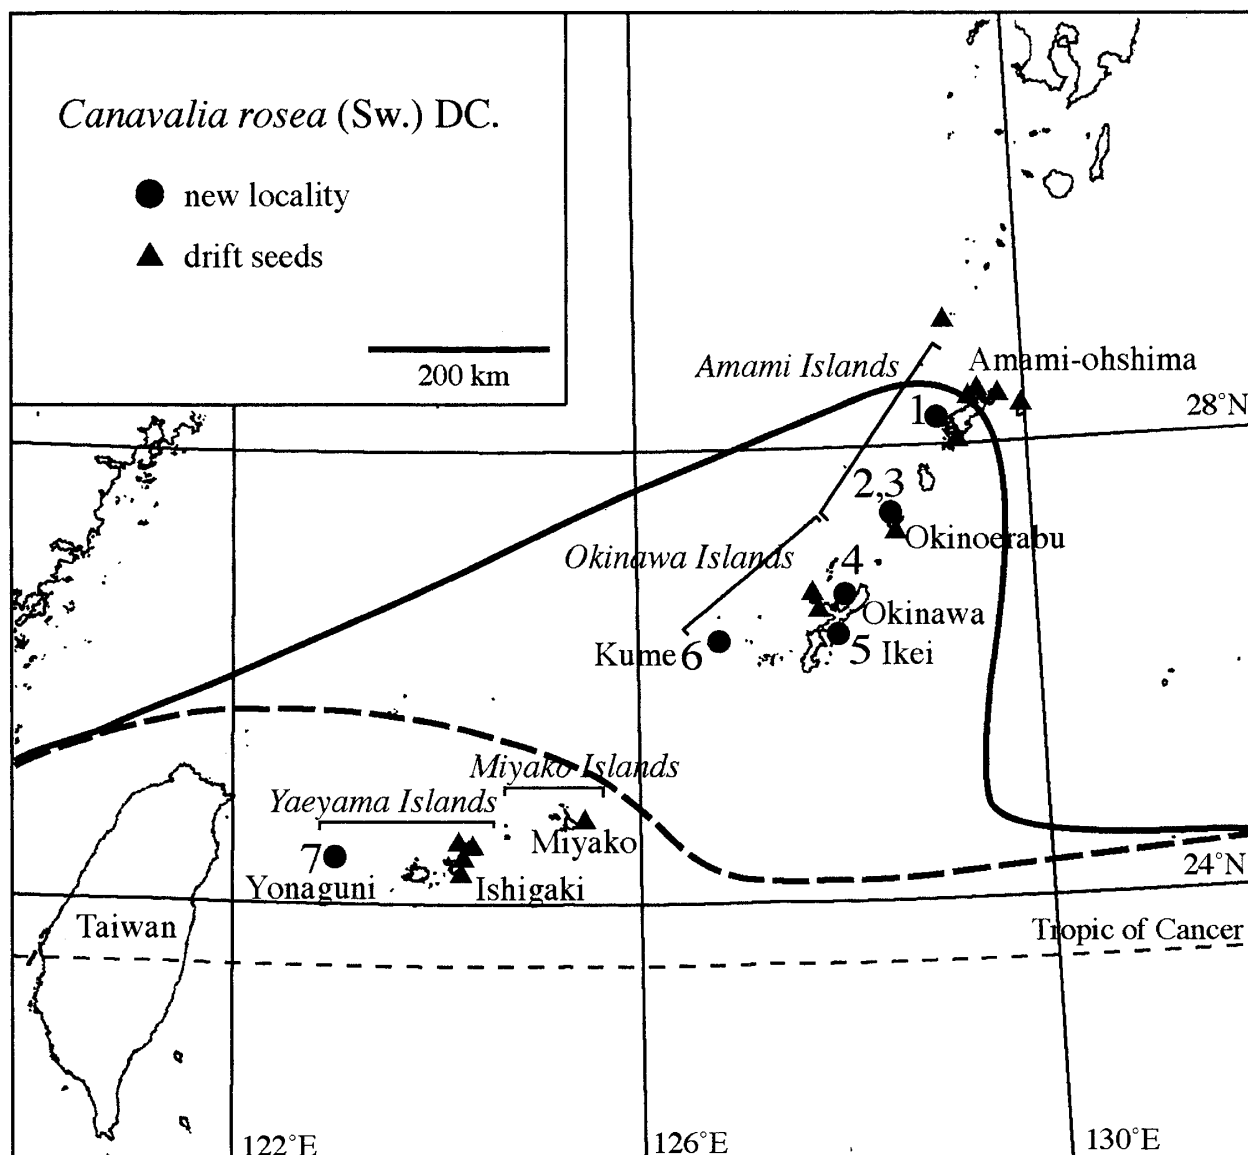 Canavalia rosea (Sw.) DC.
new locality
drift seeds
200 km
Amami Islands
Amami-ohshima
1
28°N
2,3
Okinoerabu
Okinawa Islands
4
Okinawa
Kume 6
5 Ikei
Miyako Islands
Yaeyama Islands
Miyako
7
Yonaguni
Ishigaki
24°N
Taiwan
Tropic of Cancer
122°E
126°E
130°E